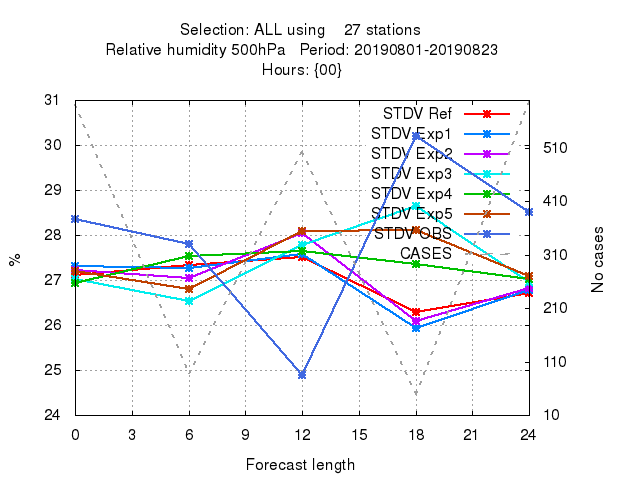 Selection: ALL using    27 stations
Relative humidity 500hPa   Period: 20190801-20190823
Hours: {00}
31
30
29
28
27
26
25
24
%
STDV Ref
STDV Exp1
STDV Exp2
STDV Exp3
STDV Exp4
STDV Exp5
STDV OBS
CASES
510
410
310
210
110
10
No cases
0 3 6 9 12 15 18 21 24
Forecast length